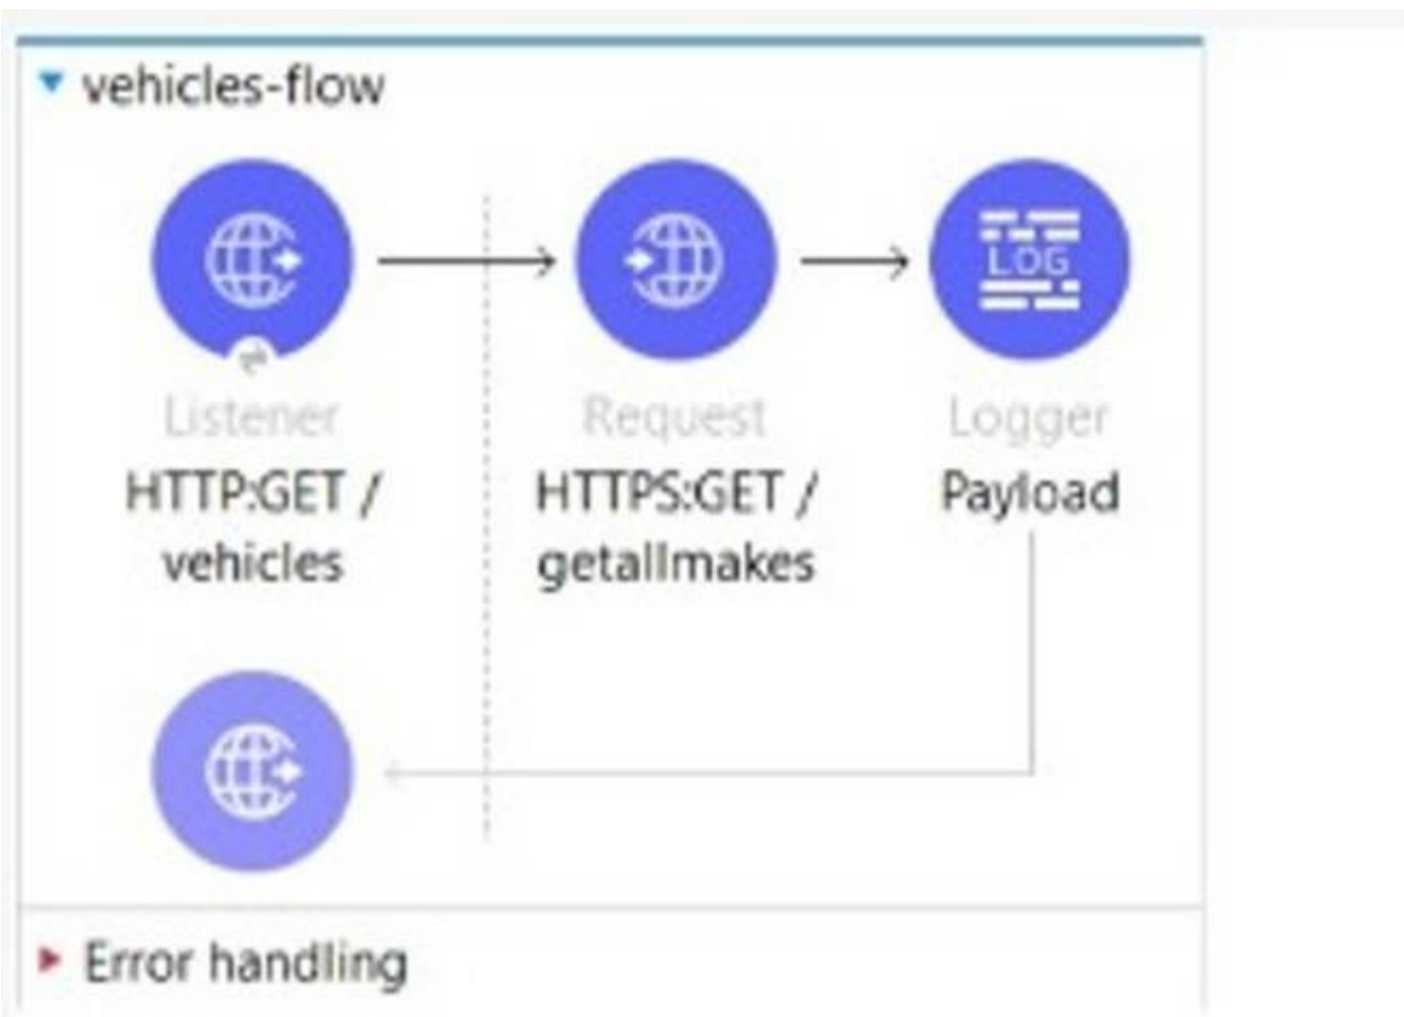 vehicles-flow
LOG
Listener
Request
Logger
HTTP:GET /
vehicles
HTTPS:GET /
getallmakes
Payload
Error handling